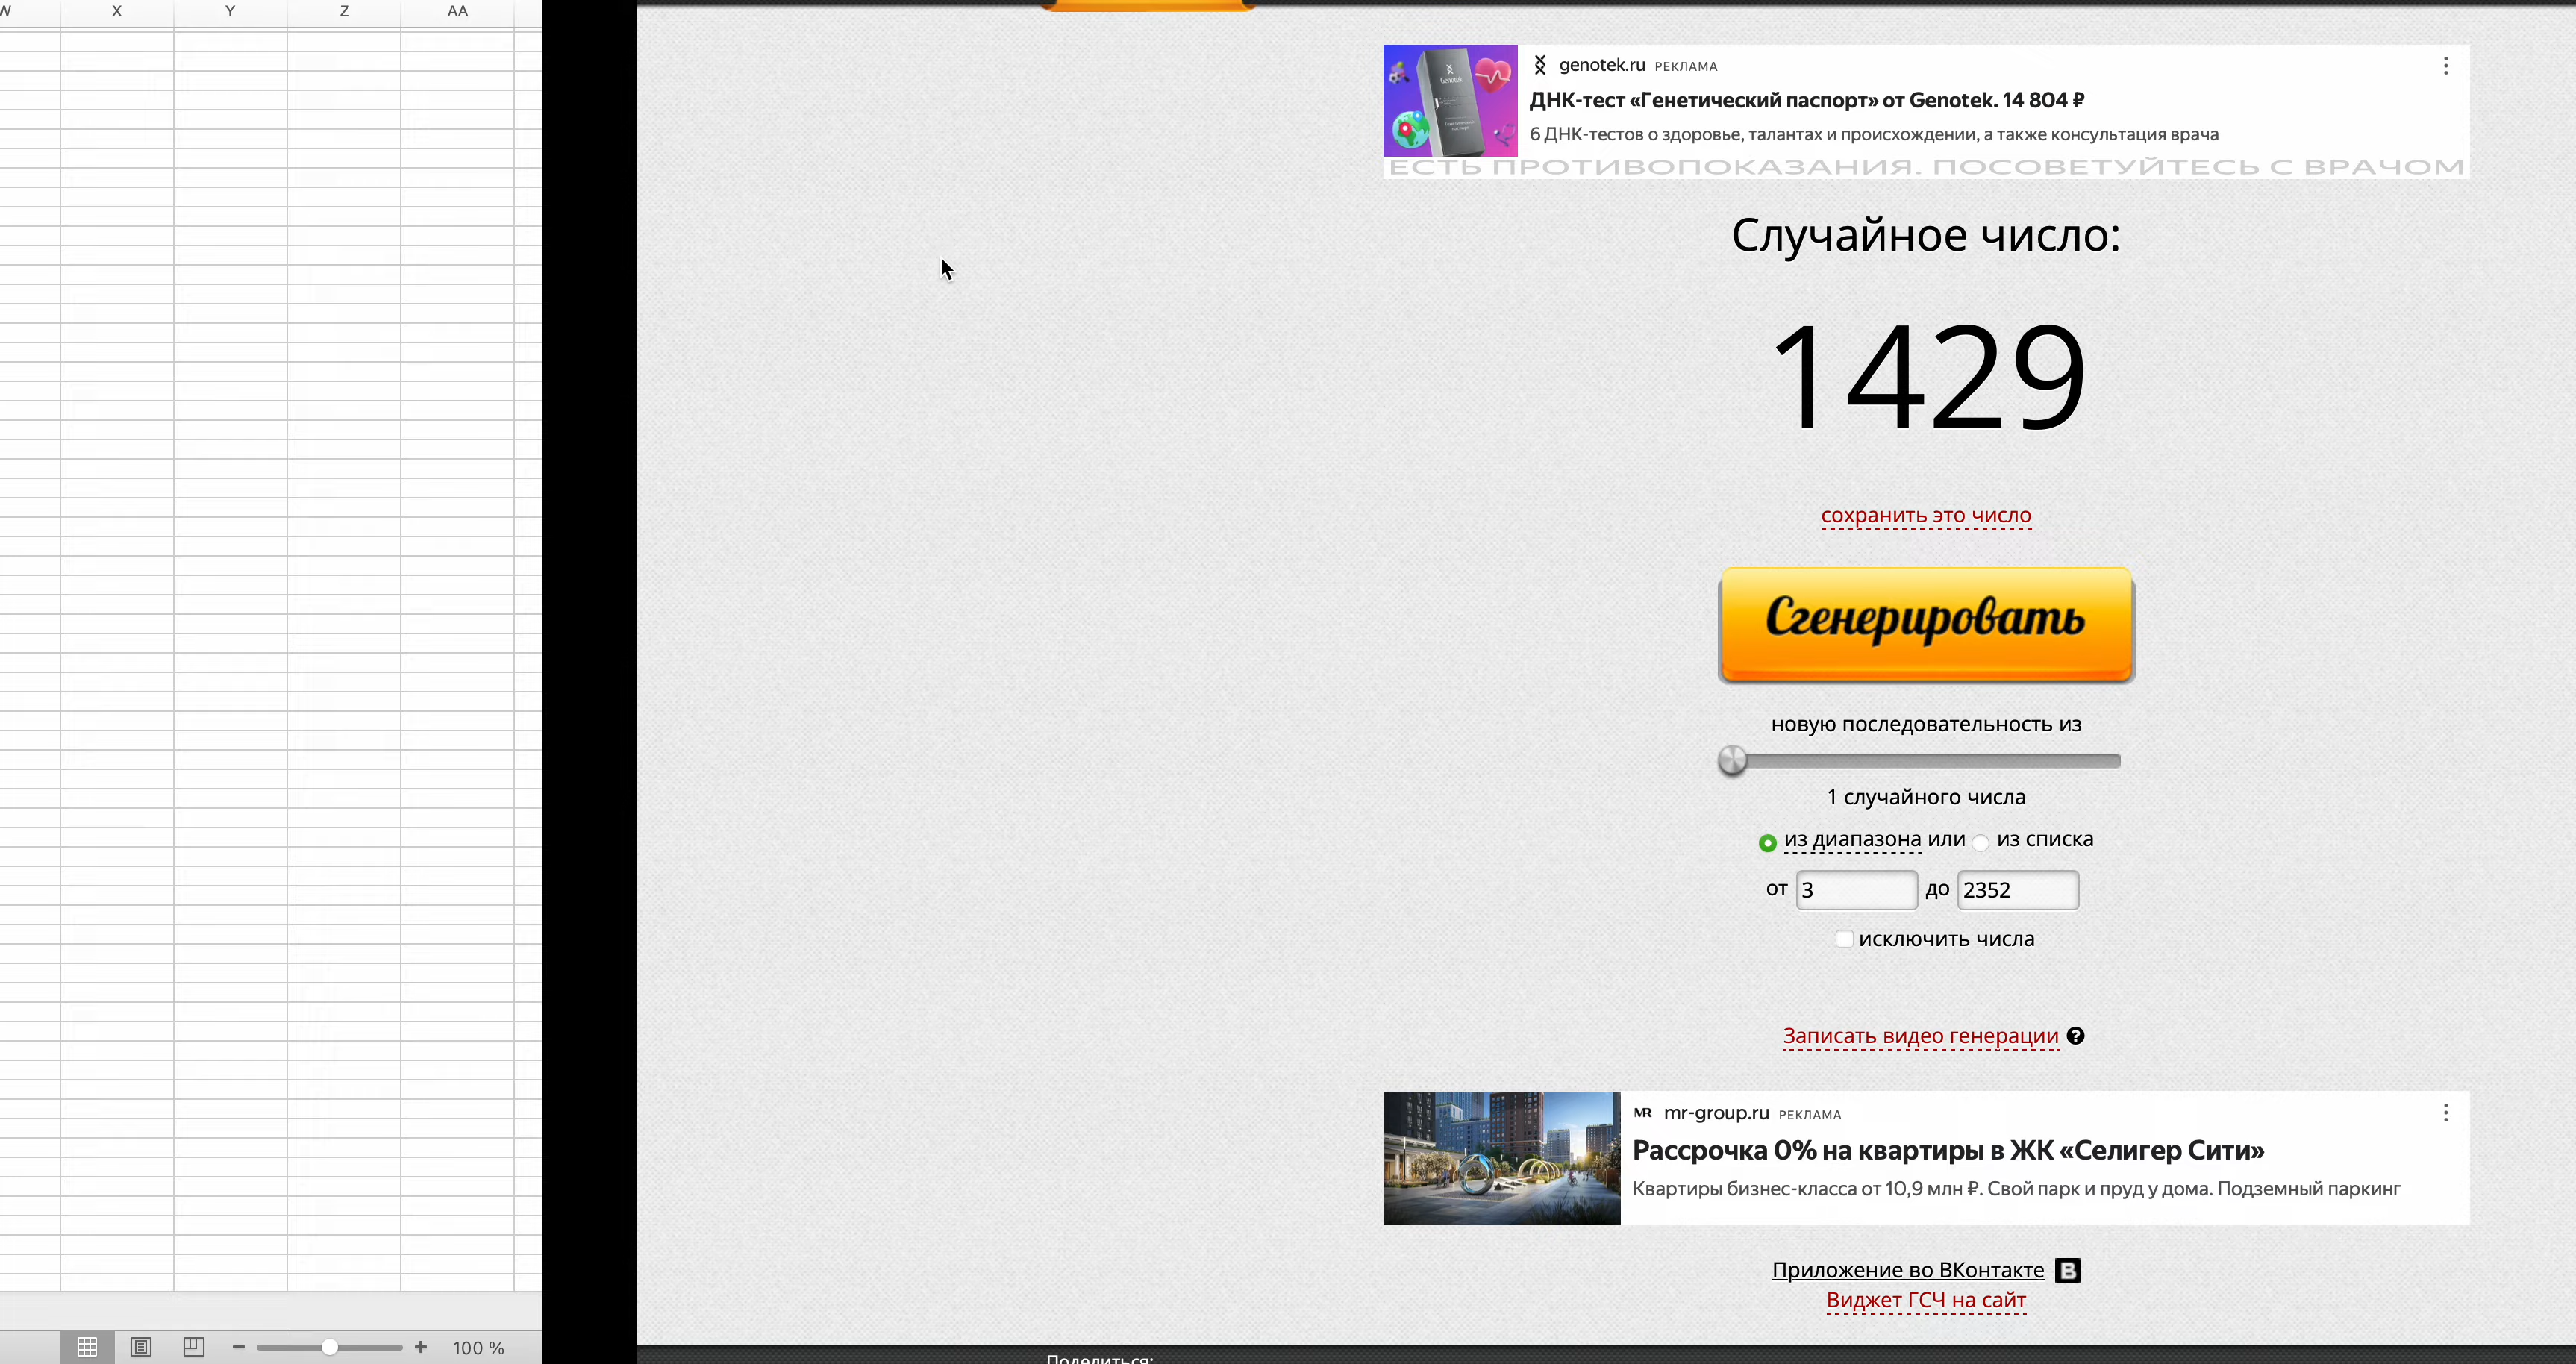 W X Y Z AA
100 %
genotek.ru РЕКЛАМА
ДНК-тест «Генетический паспорт» от Genotek. 14 804 ₽
6 ДНК-тестов о здоровье, талантах и происхождении, а также консультация врача
ЕСТЬ ПРОТИВОПОКАЗАНИЯ. ПОСОВЕТУЙТЕСЬ С ВРАЧОМ
Случайное число:
1429
сохранить это число
Сгенерировать
новую последовательность из
1 случайного числа
из диапазона или из списка
от 3 до 2352
исключить числа
Записать видео генерации ?
MR mr-group.ru РЕКЛАМА
Рассрочка 0% на квартиры в ЖК «Селигер Сити»
Квартиры бизнес-класса от 10,9 млн ₽. Свой парк и пруд у дома. Подземный паркинг
Приложение во ВКонтакте В
Виджет ГСЧ на сайт
Поделиться: